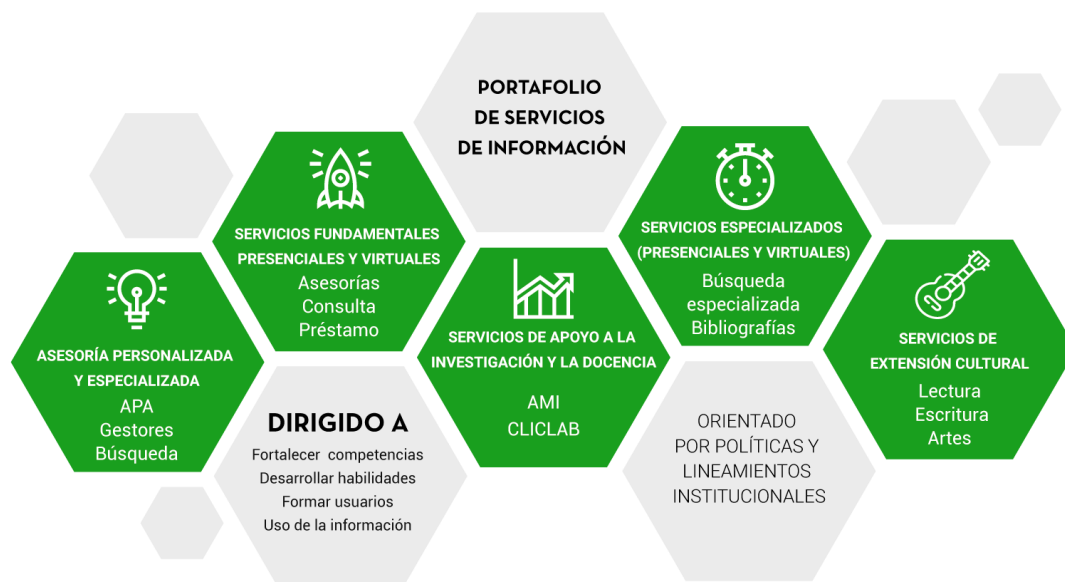 PORTAFOLIO
DE SERVICIOS
DE INFORMACIÓN
ASESORÍA PERSONALIZADA
Y ESPECIALIZADA
APA
Gestores
Búsqueda
SERVICIOS FUNDAMENTALES
PRESENCIALES Y VIRTUALES
Asesorías
Consulta
Préstamo
SERVICIOS DE APOYO A LA
INVESTIGACIÓN Y LA DOCENCIA
AMI
CLICLAB
SERVICIOS ESPECIALIZADOS
(PRESENCIALES Y VIRTUALES)
Búsqueda
especializada
Bibliografías
SERVICIOS DE
EXTENSIÓN CULTURAL
Lectura
Escritura
Artes
DIRIGIDO A
Fortalecer competencias
Desarrollar habilidades
Formar usuarios
Uso de la información
ORIENTADO
POR POLÍTICAS Y
LINEAMIENTOS
INSTITUCIONALES